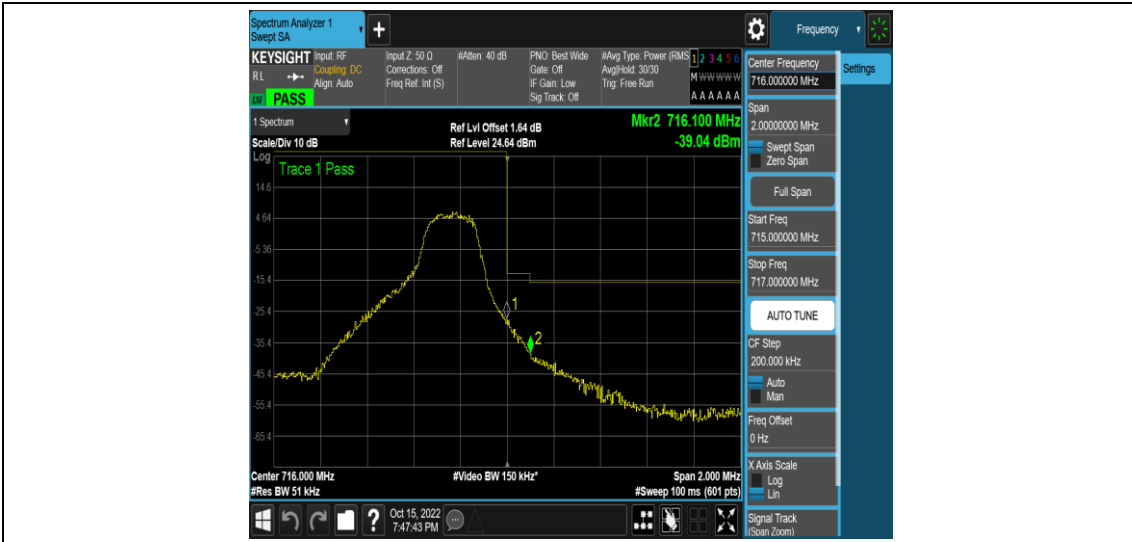 Spectrum Analyzer 1
Swept SA
+
Frequency
KEYSIGHT
RL
PASS
Input: RF
Coupling: DC
Align: Auto
Input Z: 50 Ω
Corrections: Off
Freq Ref: Int (S)
#Atten: 40 dB
PNO: Best Wide
Gate: Off
IF Gain: Low
Sig Track: Off
#Avg Type: Power (RMS
Avg|Hold: 30/30
Trig: Free Run
1 2 3 4 5 6
M W W W W W
A A A A A A
1 Spectrum
Scale/Div 10 dB
Log
Ref Lvl Offset 1.64 dB
Ref Level 24.64 dBm
Mkr2 716.100 MHz
-39.04 dBm
Trace 1 Pass
14.6
4.64
-5.36
-15.4
-25.4
-35.4
-45.4
-55.4
-65.4
1
2
Center 716.000 MHz
#Res BW 51 kHz
#Video BW 150 kHz*
Span 2.000 MHz
#Sweep 100 ms (601 pts)
Center Frequency
716.000000 MHz
Span
2.00000000 MHz
Swept Span
Zero Span
Full Span
Start Freq
715.000000 MHz
Stop Freq
717.000000 MHz
AUTO TUNE
CF Step
200.000 kHz
Auto
Man
Freq Offset
0 Hz
X Axis Scale
Log
Lin
Signal Track
(Span Zoom)
Settings
?
Oct 15, 2022
7:47:43 PM